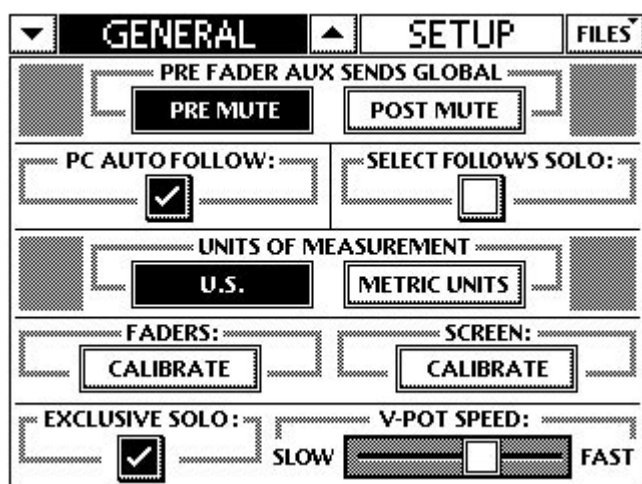 GENERAL SETUP FILES
PRE FADER AUX SENDS GLOBAL
PRE MUTE POST MUTE
PC AUTO FOLLOW: SELECT FOLLOWS SOLO:
UNITS OF MEASUREMENT
U.S. METRIC UNITS
FADERS: SCREEN:
CALIBRATE CALIBRATE
EXCLUSIVE SOLO: V-POT SPEED:
SLOW FAST